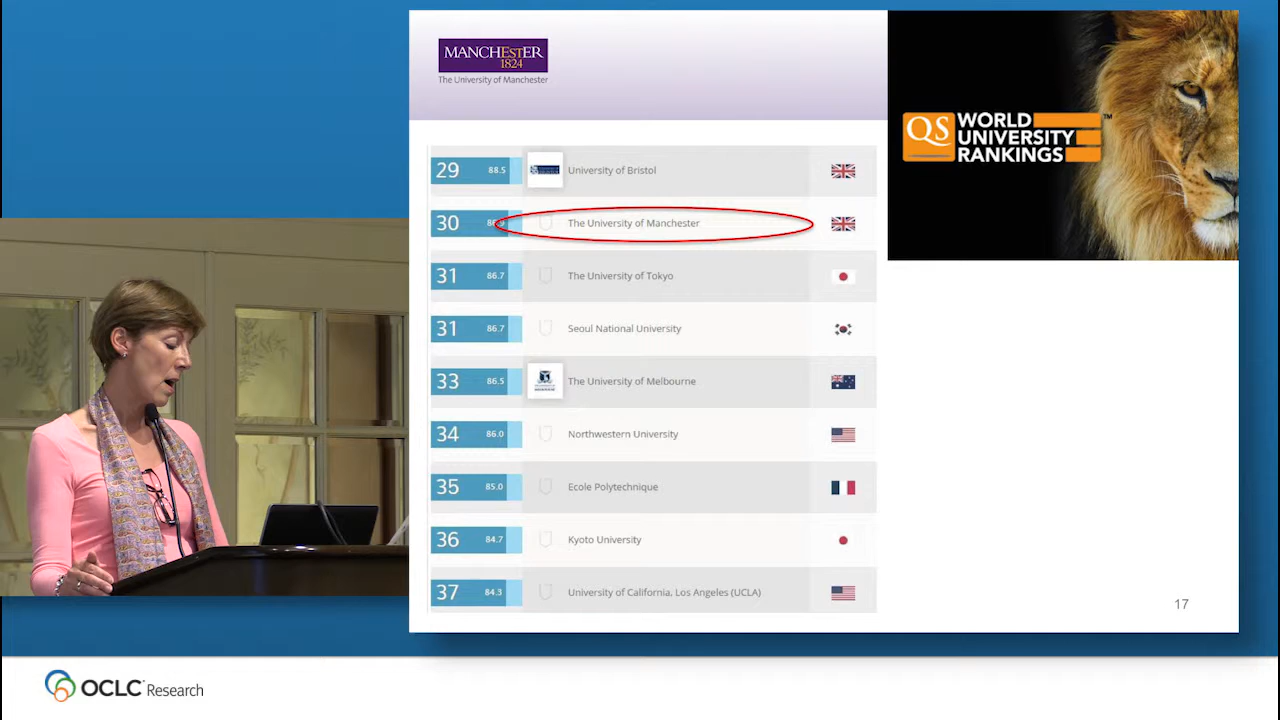 MANCHESTER
1824
The University of Manchester
QS
WORLD
UNIVERSITY
RANKINGS
TM
29 88.5 University of Bristol
30 The University of Manchester
31 86.7 The University of Tokyo
31 86.7 Seoul National University
33 86.5 The University of Melbourne
34 86.0 Northwestern University
35 85.0 Ecole Polytechnique
36 84.7 Kyoto University
37 84.3 University of California, Los Angeles (UCLA)
17
OCLC Research